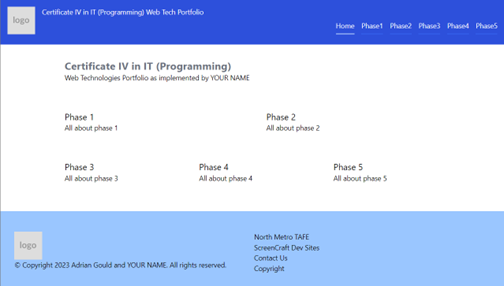 logo
Certificate IV in IT (Programming) Web Tech Portfolio
Home Phase1 Phase2 Phase3 Phase4 Phase5
Certificate IV in IT (Programming)
Web Technologies Portfolio as implemented by YOUR NAME
Phase 1
All about phase 1
Phase 2
All about phase 2
Phase 3
All about phase 3
Phase 4
All about phase 4
Phase 5
All about phase 5
logo
© Copyright 2023 Adrian Gould and YOUR NAME. All rights reserved.
North Metro TAFE
ScreenCraft Dev Sites
Contact Us
Copyright